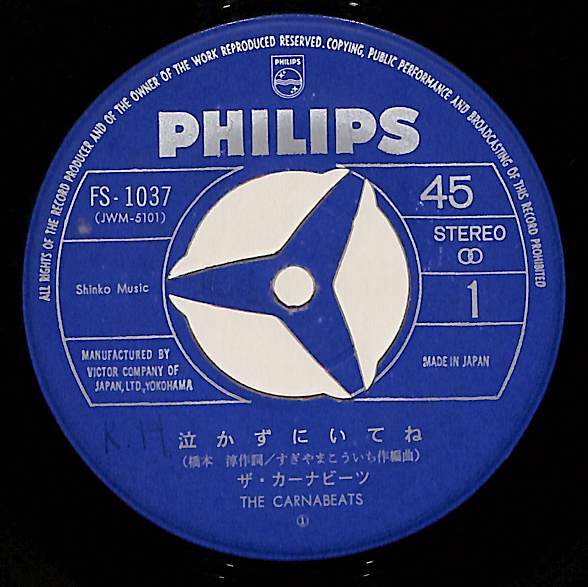 ALL RIGHTS OF THE RECORD PRODUCER AND OF THE OWNER OF THE WORK REPRODUCED RESERVED. COPYING, PUBLIC PERFORMANCE AND BROADCASTING OF THIS RECORD PROHIBITED
PHILIPS
PHILIPS
FS-1037
(JWM-5101)
45
STEREO
Shinko Music
1
MANUFACTURED BY
VICTOR COMPANY OF
JAPAN, LTD., YOKOHAMA
MADE IN JAPAN
K.H
泣かずにいてね
(橋本 淳作詞/すぎやまこういち作編曲)
ザ・カーナビーツ
THE CARNABEATS
①